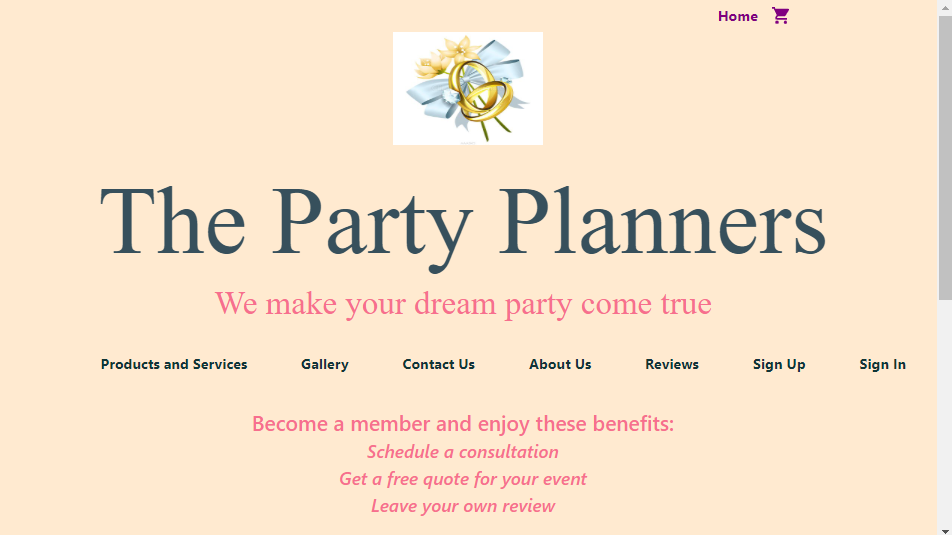 Home
The Party Planners
We make your dream party come true
Products and Services Gallery Contact Us About Us Reviews Sign Up Sign In
Become a member and enjoy these benefits:
Schedule a consultation
Get a free quote for your event
Leave your own review